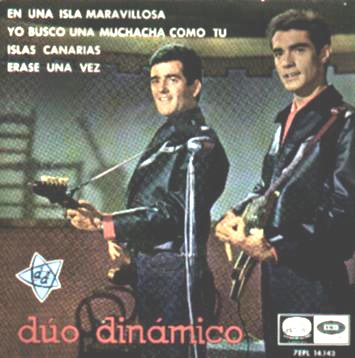 EN UNA ISLA MARAVILLOSA
YO BUSCO UNA MUCHACHA COMO TU
ISLAS CANARIAS
ERASE UNA VEZ
dd
dúo dinámico
7EPL 14.143